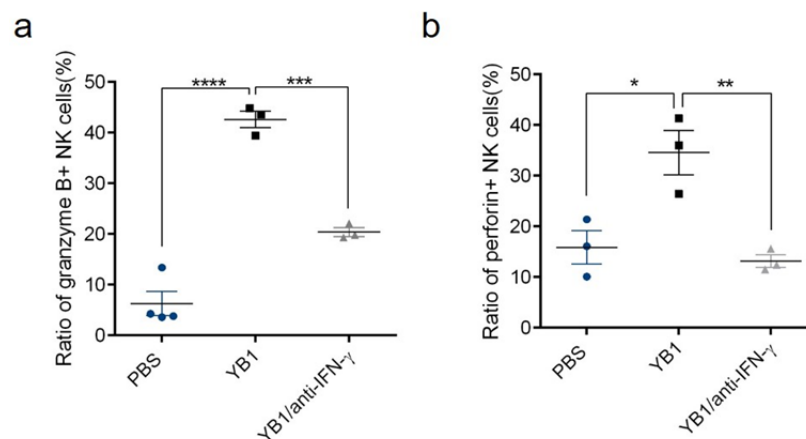 a
Ratio of granzyme B+ NK cells(%)
50
40
30
20
10
0
****
***
PBS
YB1
YB1/anti-IFN-γ
b
Ratio of perforin+ NK cells(%)
50
40
30
20
10
0
*
**
PBS
YB1
YB1/anti-IFN-γ